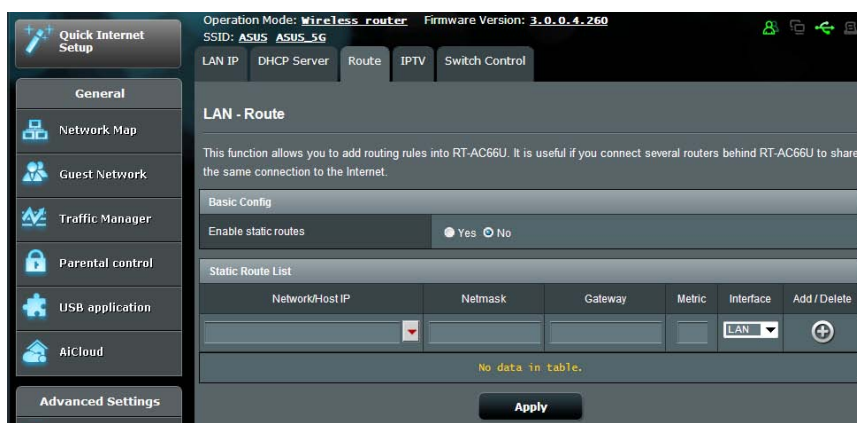 Quick Internet
Setup
General
Network Map
Guest Network
Traffic Manager
Parental control
USB application
AiCloud
Advanced Settings
Operation Mode: Wireless router Firmware Version: 3.0.0.4.260
SSID: ASUS ASUS_5G
LAN IP DHCP Server Route IPTV Switch Control
LAN - Route
This function allows you to add routing rules into RT-AC66U. It is useful if you connect several routers behind RT-AC66U to share
the same connection to the Internet.
Basic Config
Enable static routes Yes No
Static Route List
Network/Host IP Netmask Gateway Metric Interface Add / Delete
LAN
No data in table.
Apply